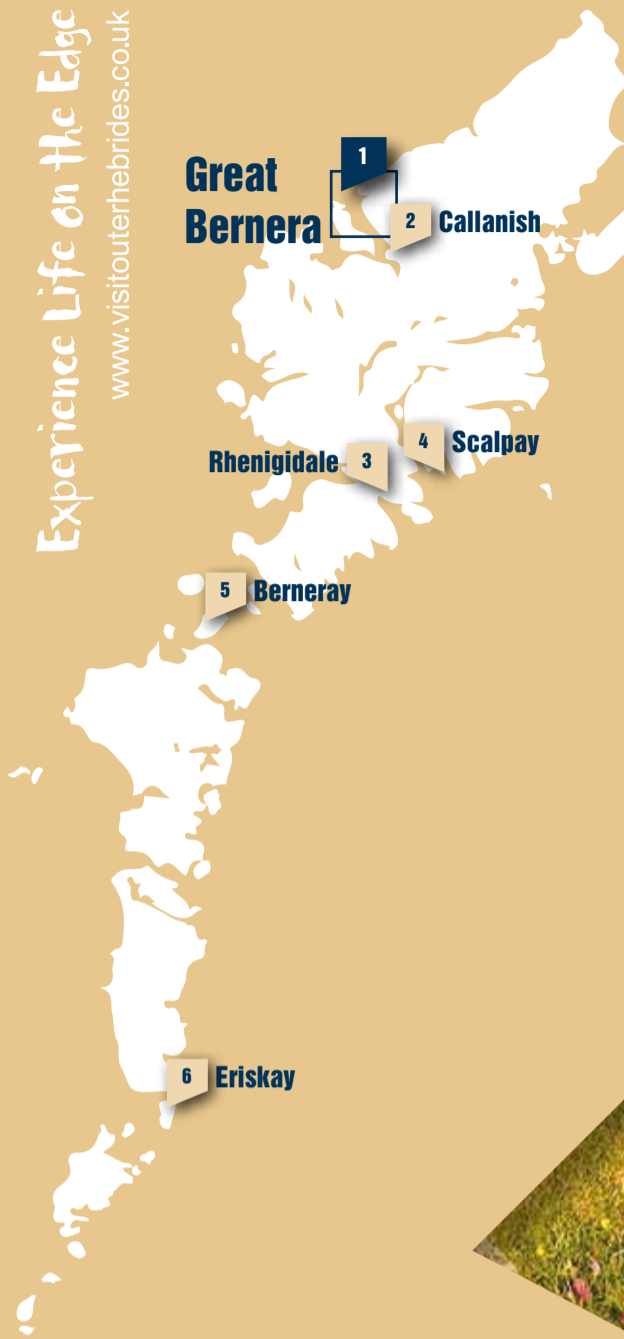 Experience Life on the Edge
www.visitouterhebrides.co.uk
1
Great
Bernera
2 Callanish
4 Scalpay
Rhenigidale 3
5 Berneray
6 Eriskay